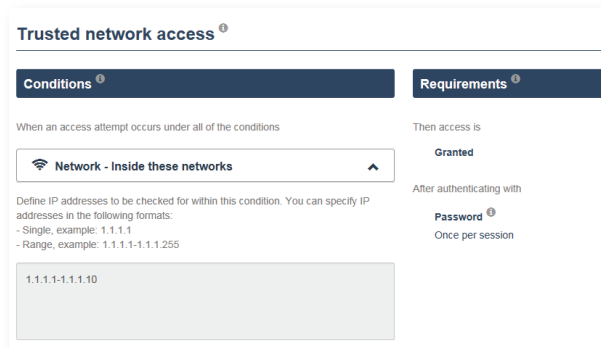 Trusted network access
Conditions
When an access attempt occurs under all of the conditions
Network - Inside these networks
Define IP addresses to be checked for within this condition. You can specify IP
addresses in the following formats:
- Single, example: 1.1.1.1
- Range, example: 1.1.1.1-1.1.1.255
1.1.1.1-1.1.1.10
Requirements
Then access is
Granted
After authenticating with
Password
Once per session